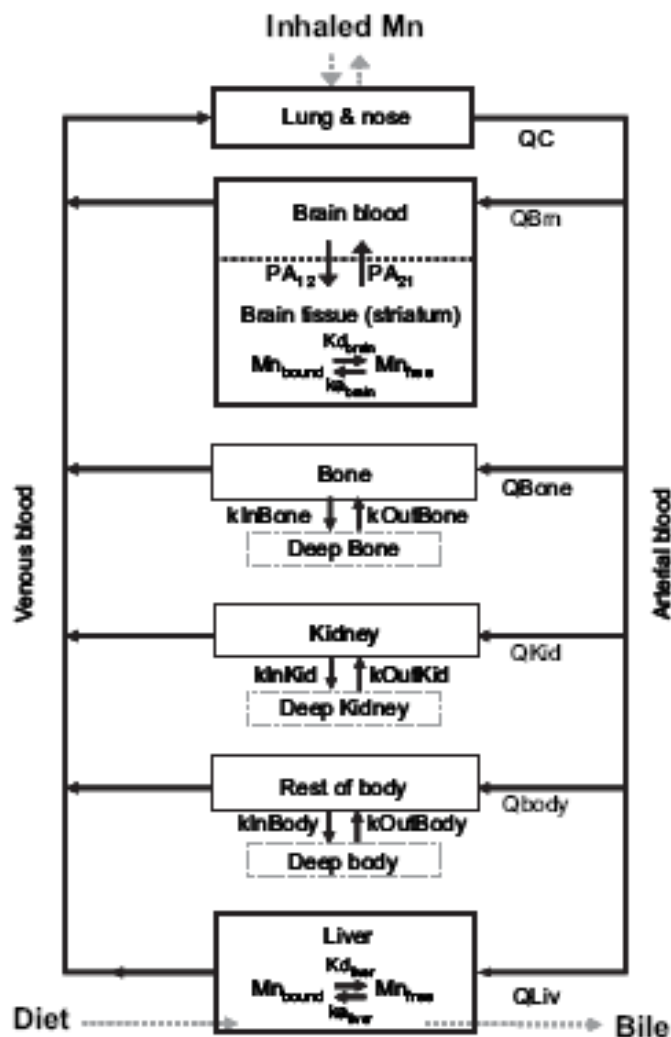 Inhaled Mn
Lung & nose
QC
Brain blood
QBrn
PA12 PA21
Brain tissue (striatum)
Kdbrain
Mnbound Mnfree
kabrain
Bone
QBone
kInBone kOutBone
Deep Bone
Venous blood
Arterial blood
Kidney
QKid
kInKid kOutKid
Deep Kidney
Rest of body
Qbody
kInBody kOutBody
Deep body
Liver
Kdliver
Mnbound Mnfree
kaliver
QLiv
Diet
Bile